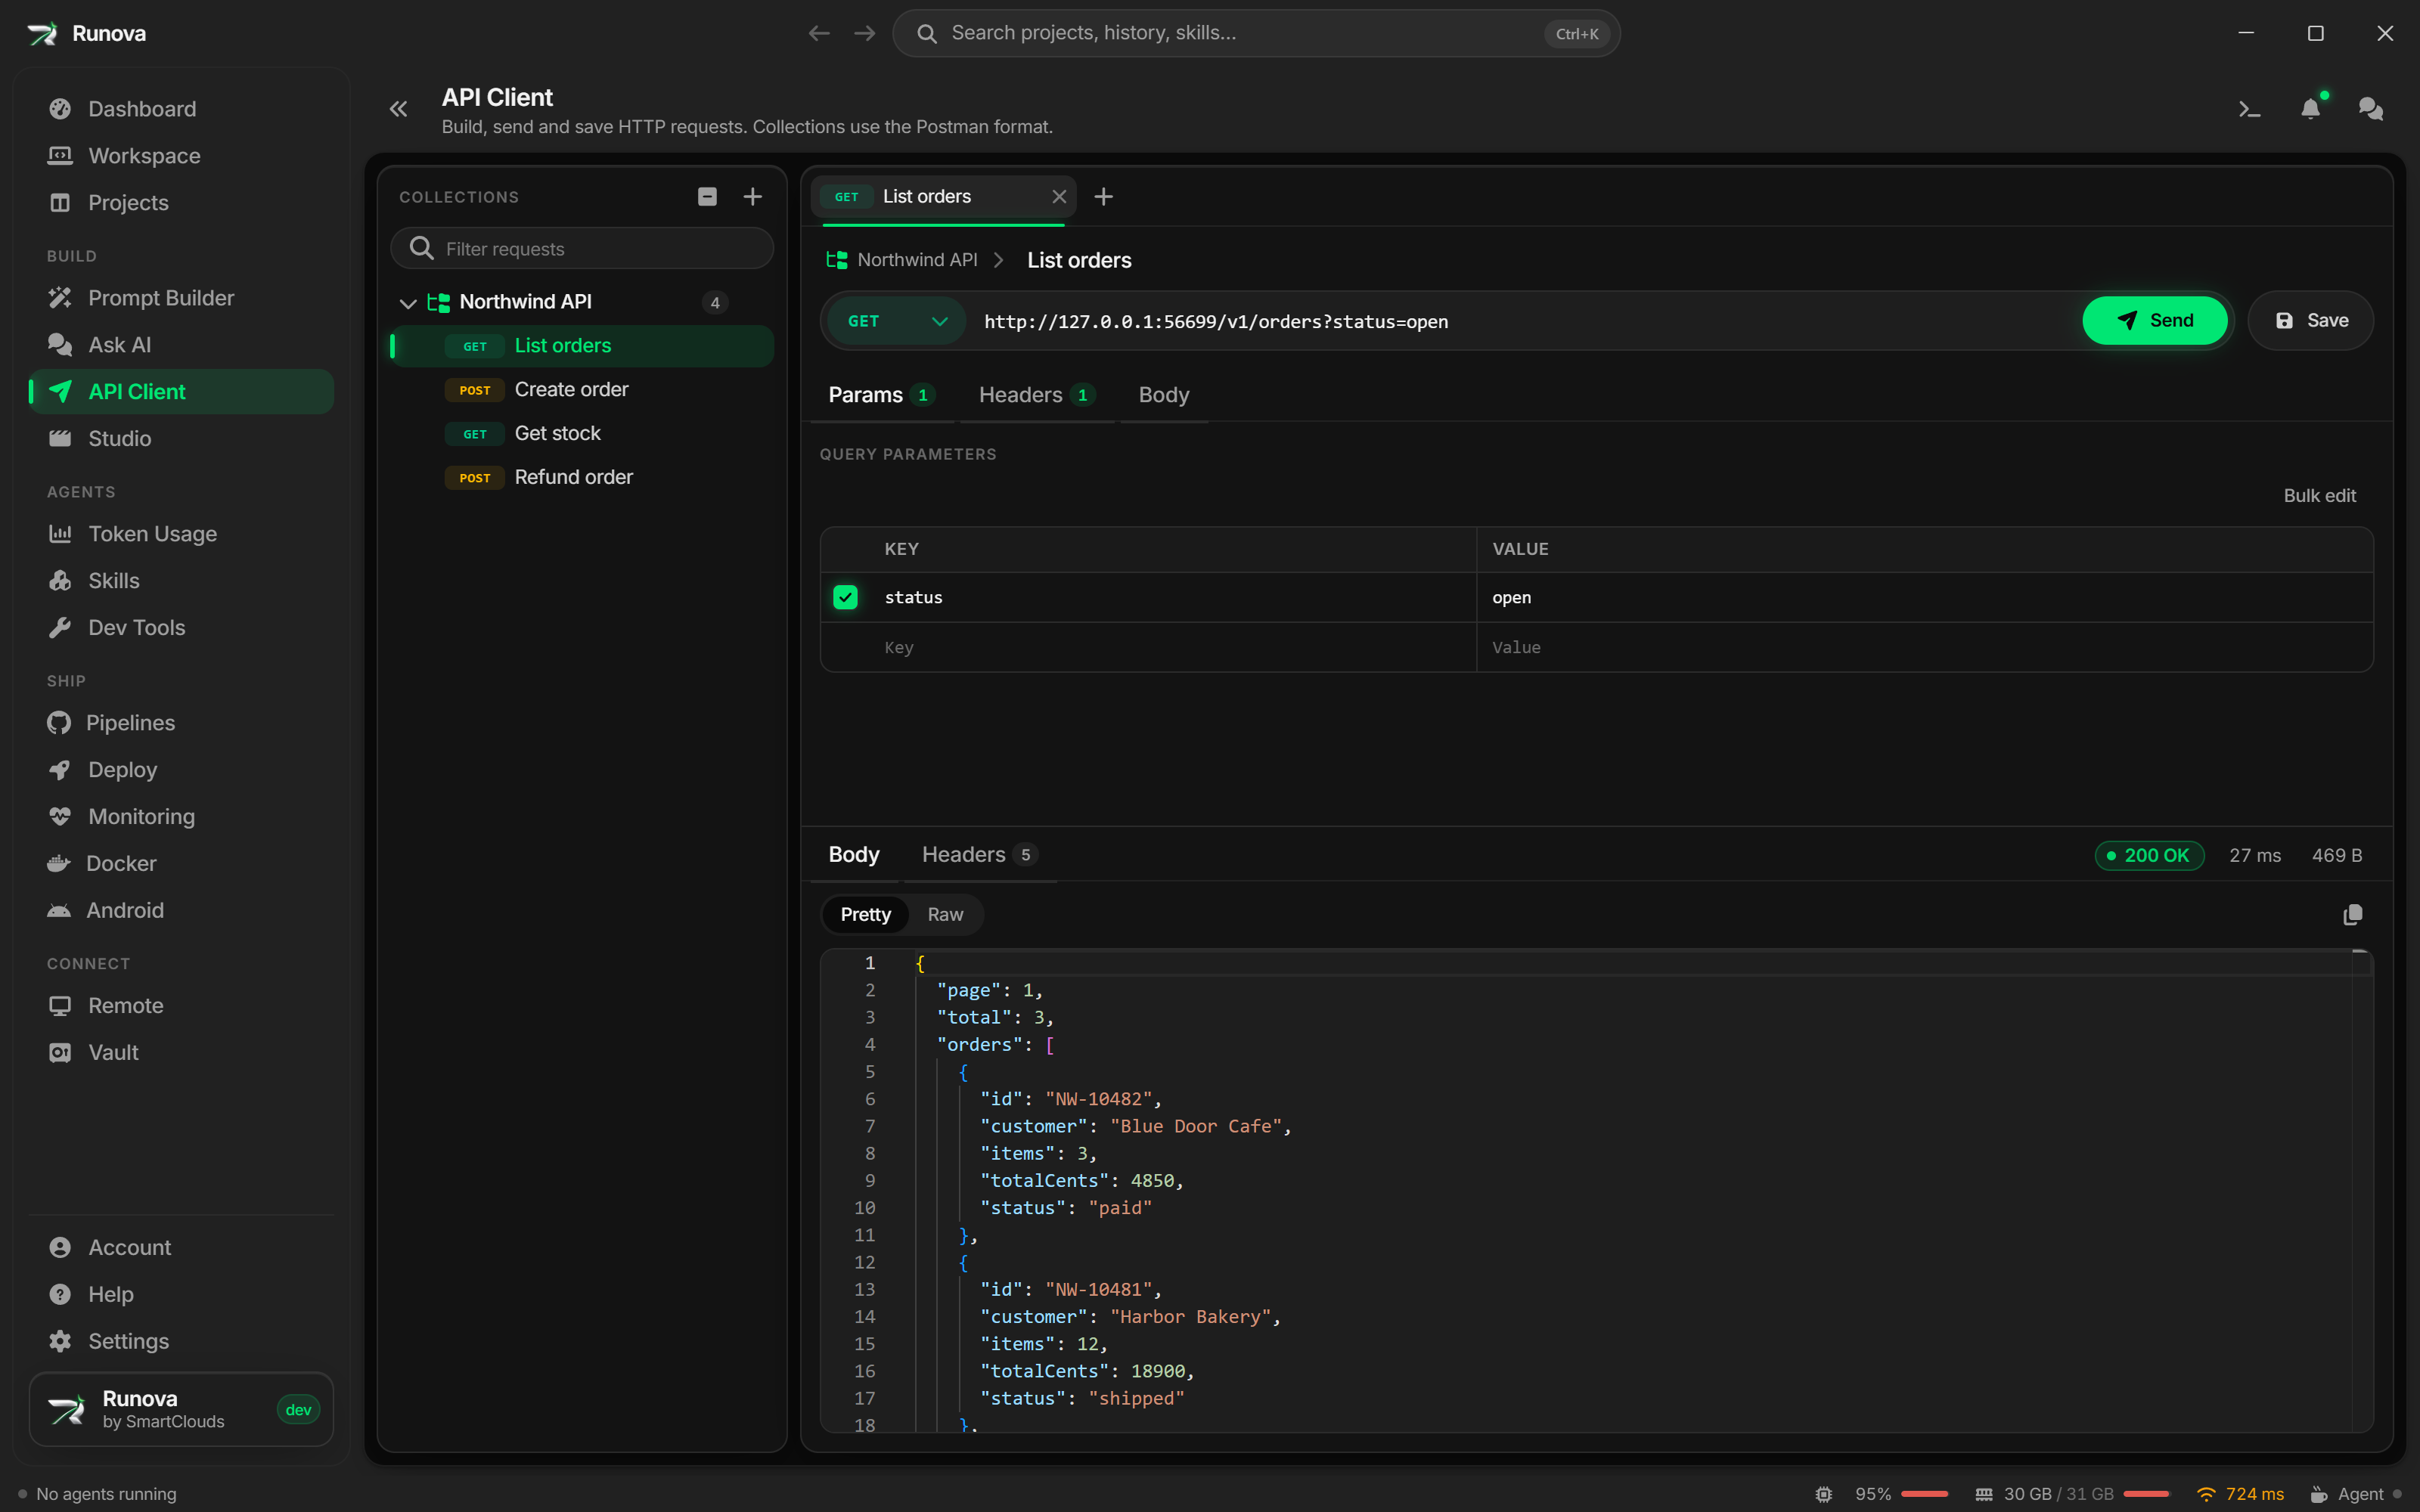 Runova
Search projects, history, skills...
Ctrl+K
Dashboard
Workspace
Projects
BUILD
Prompt Builder
Ask AI
API Client
Studio
AGENTS
Token Usage
Skills
Dev Tools
SHIP
Pipelines
Deploy
Monitoring
Docker
Android
CONNECT
Remote
Vault
Account
Help
Settings
Runova
by SmartClouds
dev
API Client
Build, send and save HTTP requests. Collections use the Postman format.
COLLECTIONS
Filter requests
Northwind API 4
GET List orders
POST Create order
GET Get stock
POST Refund order
GET List orders
Northwind API List orders
GET http://127.0.0.1:56699/v1/orders?status=open Send Save
Params 1 Headers 1 Body
QUERY PARAMETERS
Bulk edit
KEY VALUE
status open
Key Value
Body Headers 5 200 OK 27 ms 469 B
Pretty Raw
1 {
2 "page": 1,
3 "total": 3,
4 "orders": [
5 {
6 "id": "NW-10482",
7 "customer": "Blue Door Cafe",
8 "items": 3,
9 "totalCents": 4850,
10 "status": "paid"
11 },
12 {
13 "id": "NW-10481",
14 "customer": "Harbor Bakery",
15 "items": 12,
16 "totalCents": 18900,
17 "status": "shipped"
18 },
No agents running
95% 30 GB / 31 GB 724 ms Agent